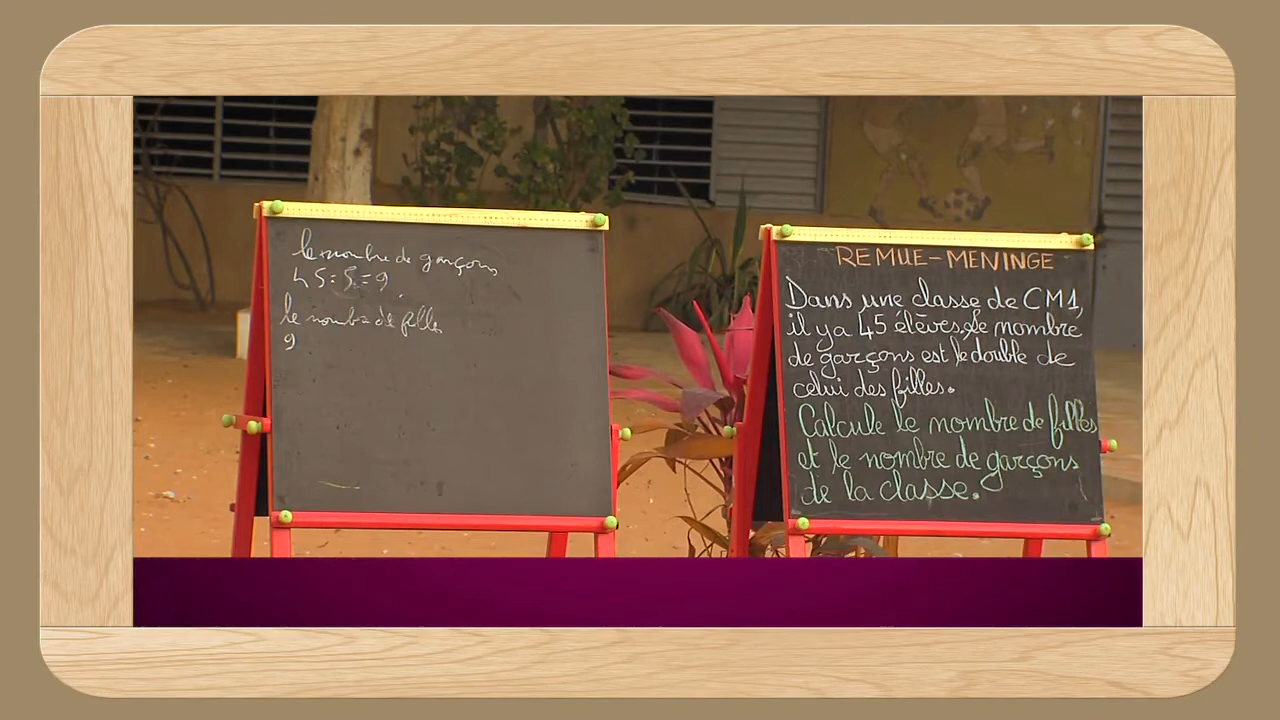 le nombre de garçons
45:5=9
le nombre de filles
9
REMUE-MENINGE
Dans une classe de CM1,
il y a 45 élèves, le nombre
de garçons est le double de
celui des filles.
Calcule le nombre de filles
et le nombre de garçons
de la classe.